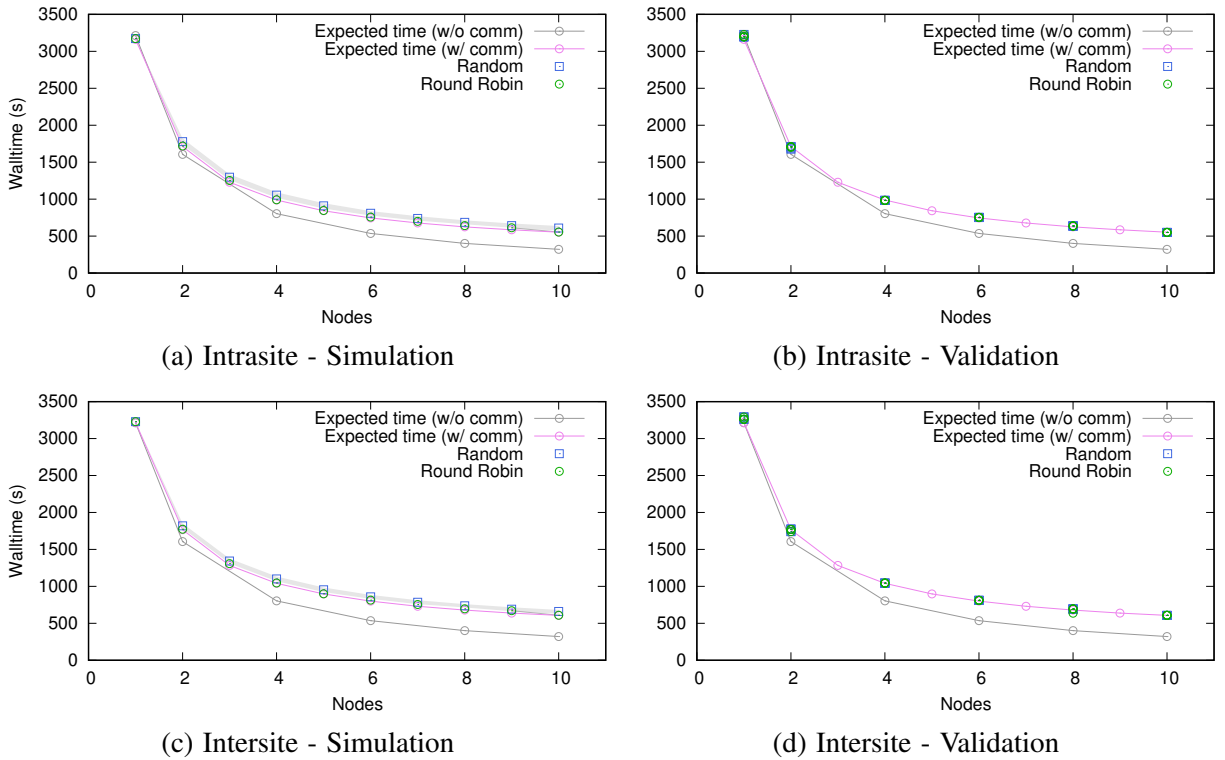 3500
3000
2500
2000
1500
1000
500
0
Walltime (s)
0 2 4 6 8 10
Nodes
Expected time (w/o comm)
Expected time (w/ comm)
Random
Round Robin
(a) Intrasite - Simulation
3500
3000
2500
2000
1500
1000
500
0
0 2 4 6 8 10
Nodes
Expected time (w/o comm)
Expected time (w/ comm)
Random
Round Robin
(b) Intrasite - Validation
3500
3000
2500
2000
1500
1000
500
0
Walltime (s)
0 2 4 6 8 10
Nodes
Expected time (w/o comm)
Expected time (w/ comm)
Random
Round Robin
(c) Intersite - Simulation
3500
3000
2500
2000
1500
1000
500
0
0 2 4 6 8 10
Nodes
Expected time (w/o comm)
Expected time (w/ comm)
Random
Round Robin
(d) Intersite - Validation